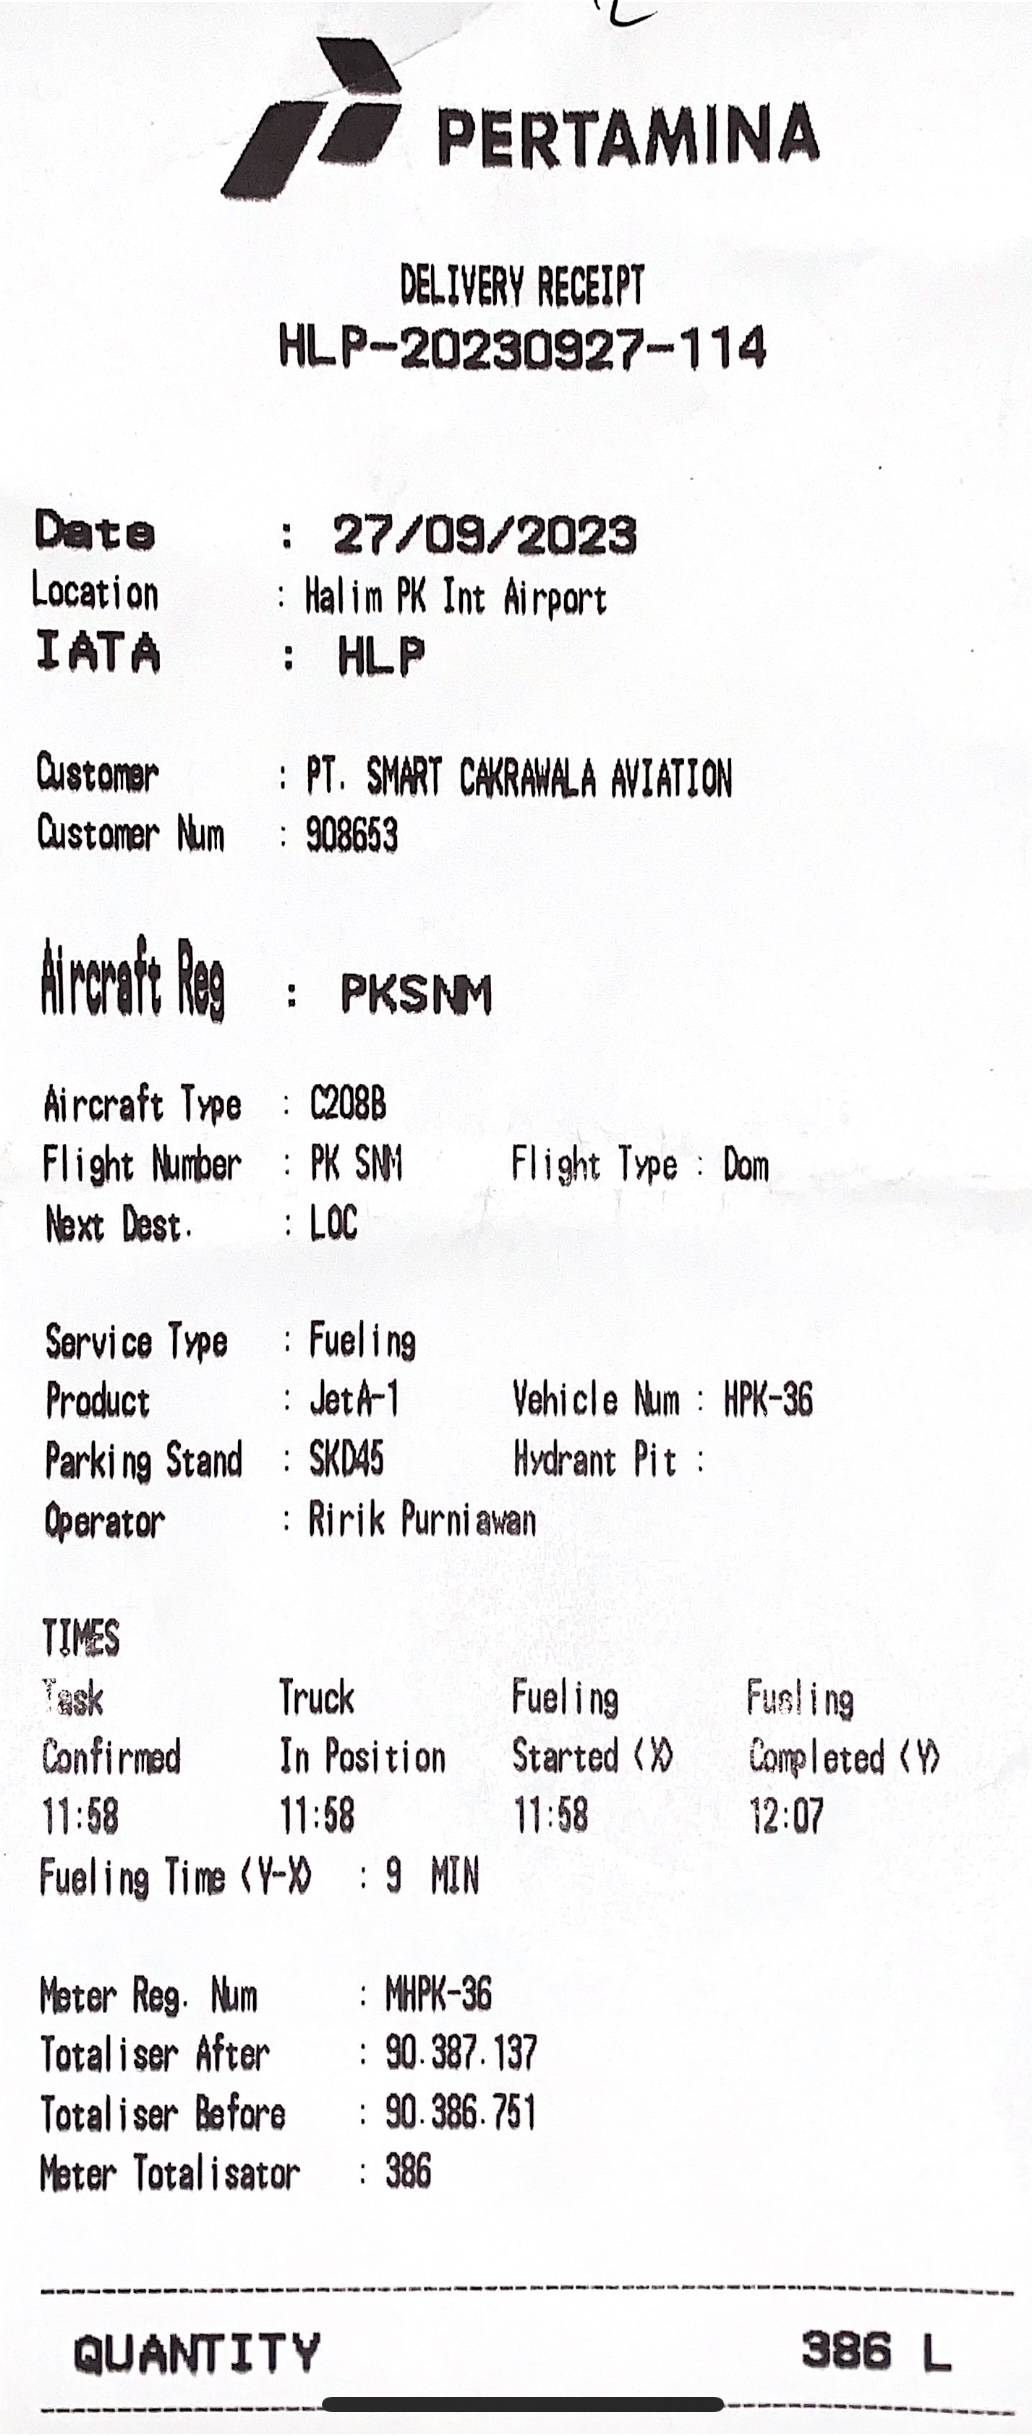 PERTAMINA
DELIVERY RECEIPT
HLP-20230927-114
Date : 27/09/2023
Location : Halim PK Int Airport
IATA : HLP
Customer : PT. SMART CAKRAWALA AVIATION
Customer Num : 908653
Aircraft Reg : PKSNM
Aircraft Type : C208B
Flight Number : PK SNM Flight Type : Dom
Next Dest. : LOC
Service Type : Fueling
Product : JetA-1 Vehicle Num : HPK-36
Parking Stand : SKD45 Hydrant Pit :
Operator : Ririk Purniawan
TIMES
Task Truck Fueling Fueling
Confirmed In Position Started (X) Completed (Y)
11:58 11:58 11:58 12:07
Fueling Time (Y-X) : 9 MIN
Meter Reg. Num : MHPK-36
Totaliser After : 90.387.137
Totaliser Before : 90.386.751
Meter Totalisator : 386
QUANTITY 386 L